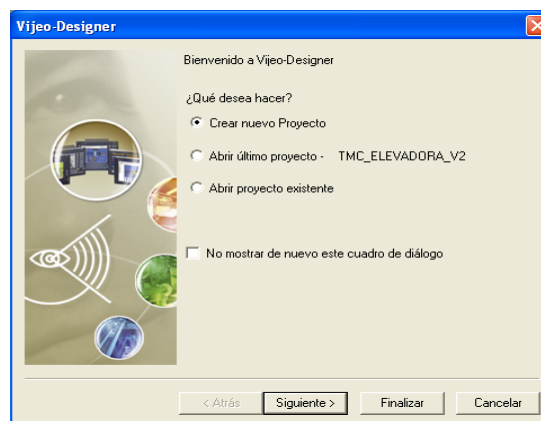 Vijeo-Designer
Bienvenido a Vijeo-Designer
¿Qué desea hacer?
Crear nuevo Proyecto
Abrir último proyecto - TMC_ELEVADORA_V2
Abrir proyecto existente
No mostrar de nuevo este cuadro de diálogo
< Atrás Siguiente > Finalizar Cancelar